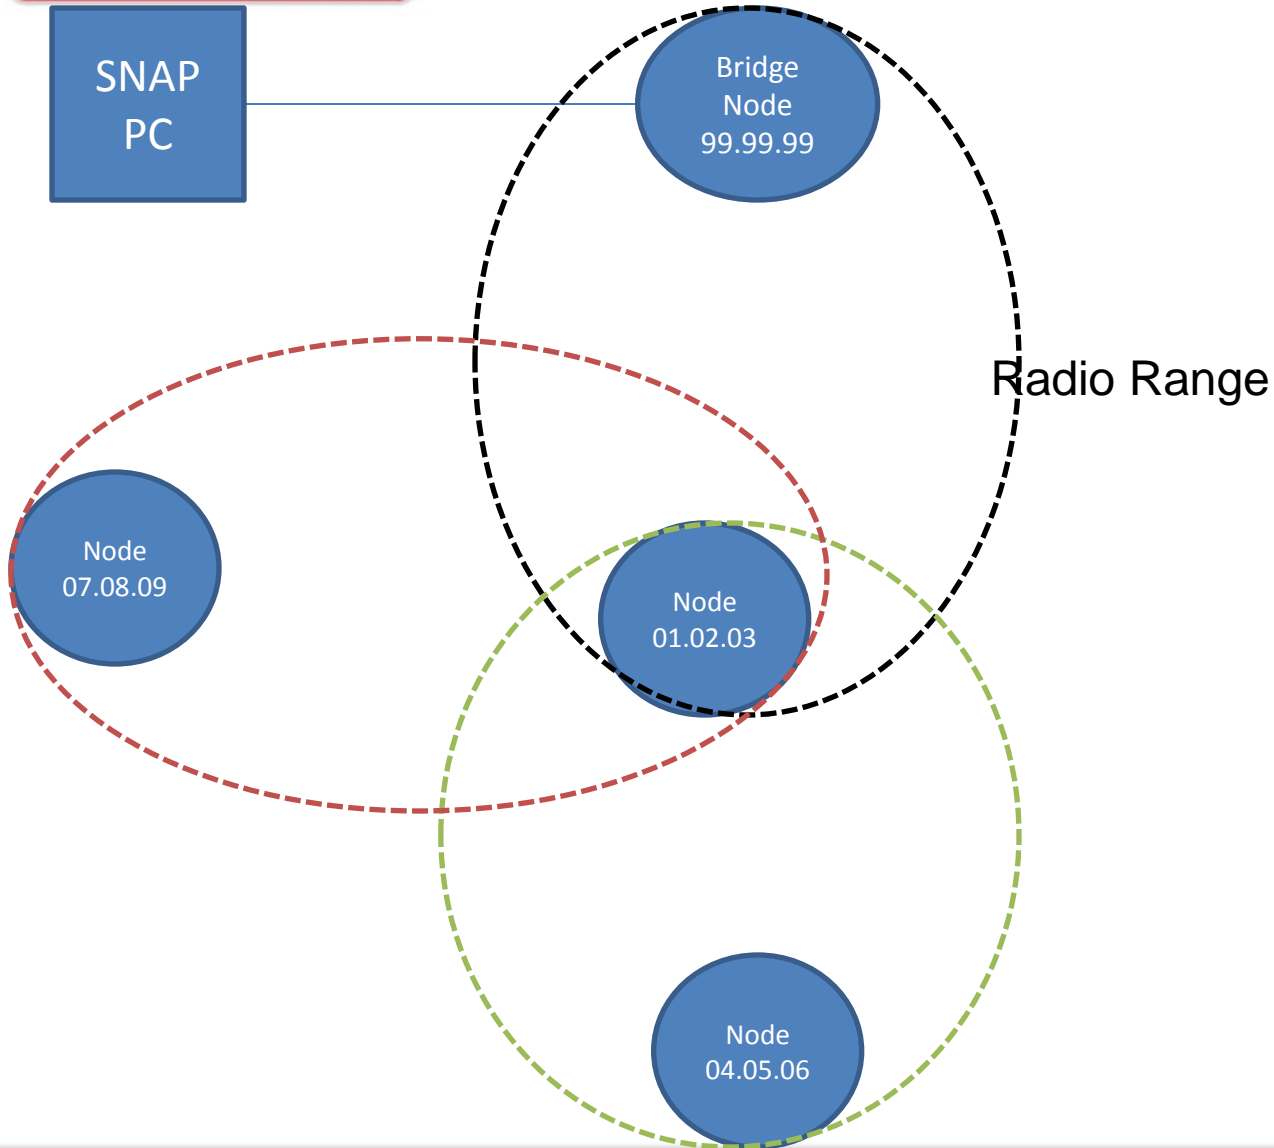 SNAP
PC
Bridge
Node
99.99.99
Radio Range
Node
07.08.09
Node
01.02.03
Node
04.05.06